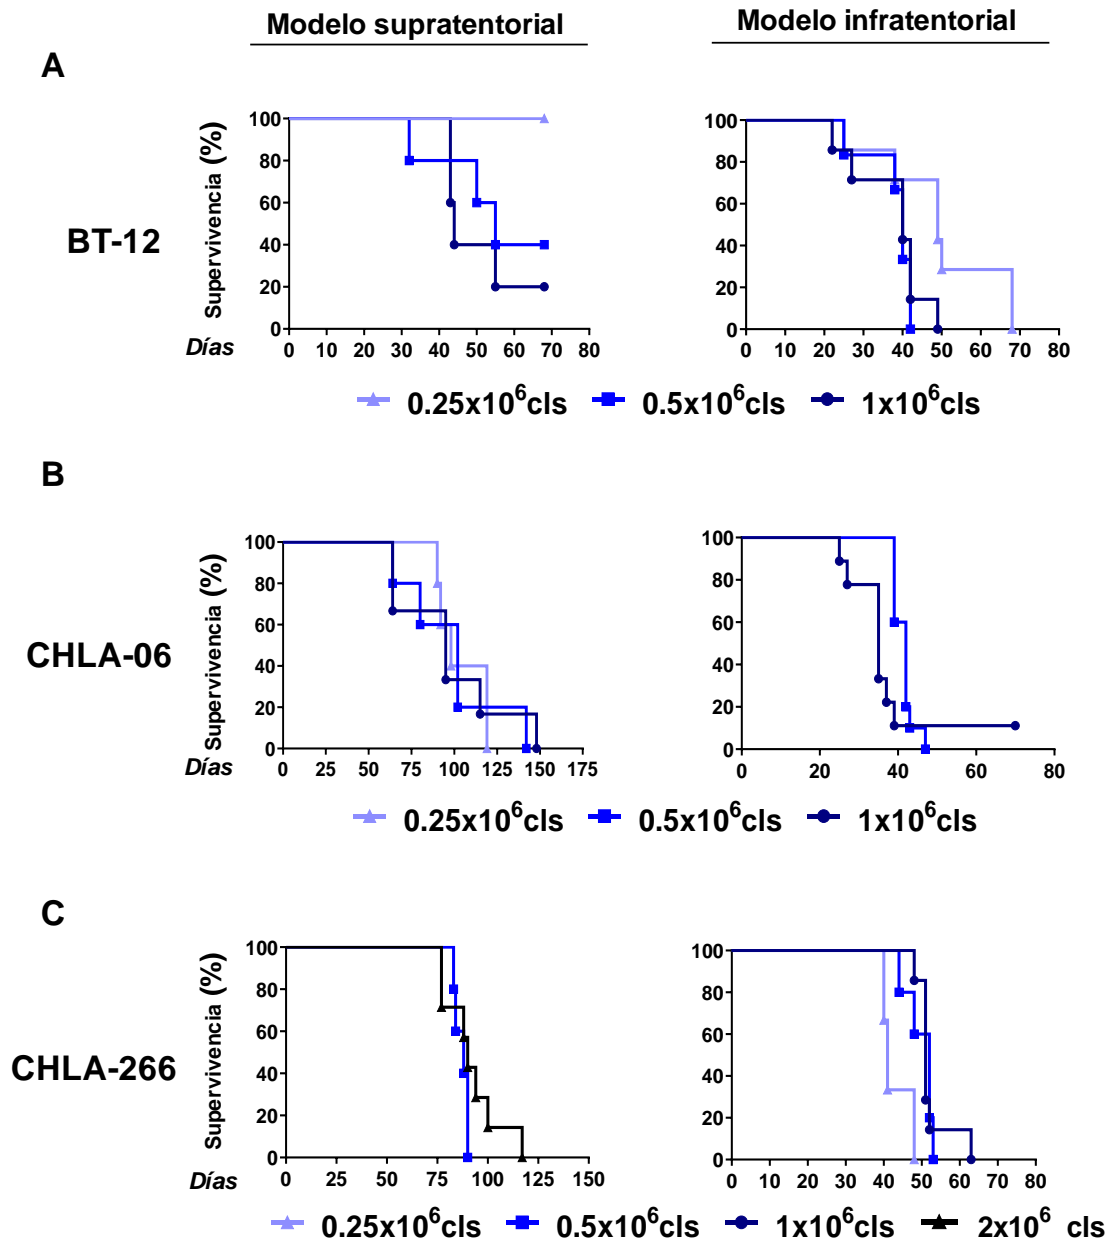 Modelo supratentorial
Modelo infratentorial
A
BT-12
Supervivencia (%)
100
80
60
40
20
0
Días
0 10 20 30 40 50 60 70 80
100
80
60
40
20
0
0 10 20 30 40 50 60 70 80
0.25x10⁶cls 0.5x10⁶cls 1x10⁶cls
B
CHLA-06
Supervivencia (%)
100
80
60
40
20
0
Días
0 25 50 75 100 125 150 175
100
80
60
40
20
0
0 20 40 60 80
0.25x10⁶cls 0.5x10⁶cls 1x10⁶cls
C
CHLA-266
Supervivencia (%)
100
80
60
40
20
0
Días
0 25 50 75 100 125 150
100
80
60
40
20
0
0 10 20 30 40 50 60 70 80
0.25x10⁶cls 0.5x10⁶cls 1x10⁶cls 2x10⁶ cls